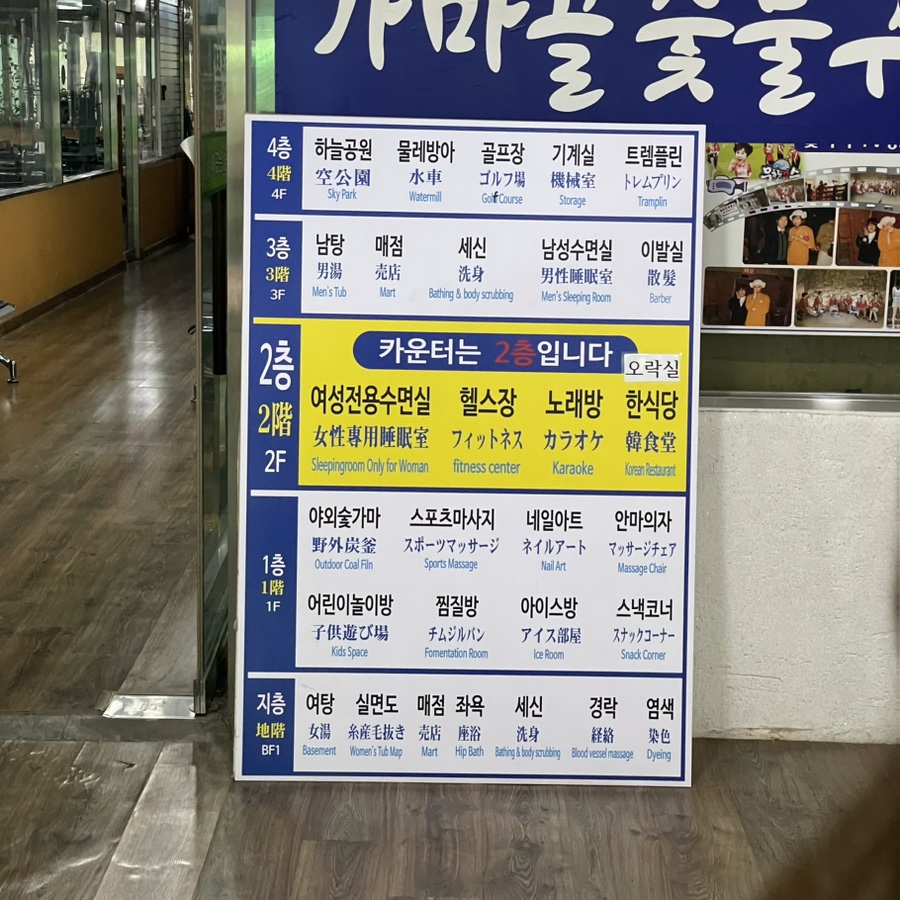 가마골 숯불
4층 하늘공원 물레방아 골프장 기계실 트램플린
4階 空公園 水車 ゴルフ場 機械室 トレムプリン
4F Sky Park Watermill Golf Course Storage Tramplin
3층 남탕 매점 세신 남성수면실 이발실
3階 男湯 売店 洗身 男性睡眠室 散髪
3F Men's Tub Mart Bathing & body scrubbing Men's Sleeping Room Barber
카운터는 2층입니다
오락실
2층 여성전용수면실 헬스장 노래방 한식당
2階 女性専用睡眠室 フィットネス カラオケ 韓食堂
2F Sleepingroom Only for Woman fitness center Karaoke Korean Restaurant
야외숯가마 스포츠마사지 네일아트 안마의자
野外炭釜 スポーツマッサージ ネイルアート マッサージチェア
Outdoor Coal Filn Sports Massage Nail Art Massage Chair
1층
1階
1F
어린이놀이방 찜질방 아이스방 스낵코너
子供遊び場 チムジルバン アイス部屋 スナックコーナー
Kids Space Fomentation Room Ice Room Snack Corner
지층 여탕 실면도 매점 좌욕 세신 경락 염색
地階 女湯 糸産毛抜き 売店 座浴 洗身 経絡 染色
BF1 Basement Women's Tub Map Mart Hip Bath Bathing & body scrubbing Blood vessel massage Dyeing